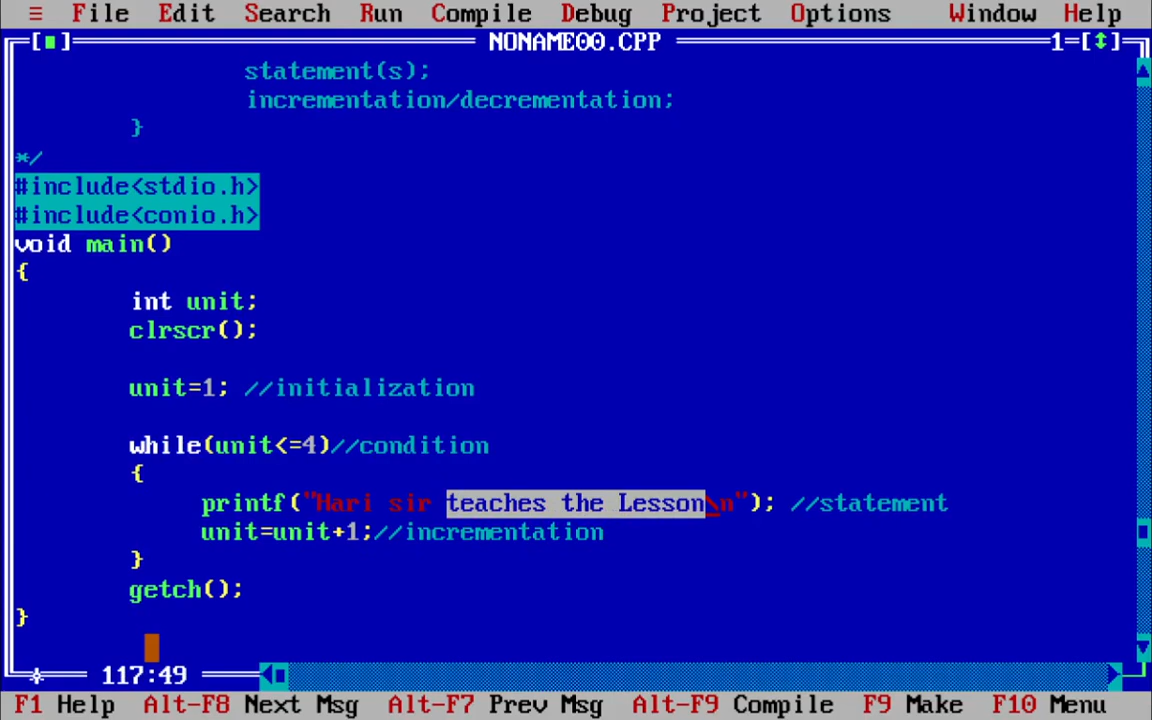 ≡ File Edit Search Run Compile Debug Project Options Window Help
[■] NONAME00.CPP 1=[↕]
statement(s);
incrementation/decrementation;
}
*/
#include<stdio.h>
#include<conio.h>
void main()
{
int unit;
clrscr();
unit=1; //initialization
while(unit<=4)//condition
{
printf("Hari sir teaches the Lesson\n"); //statement
unit=unit+1;//incrementation
}
getch();
}
117:49
F1 Help Alt-F8 Next Msg Alt-F7 Prev Msg Alt-F9 Compile F9 Make F10 Menu